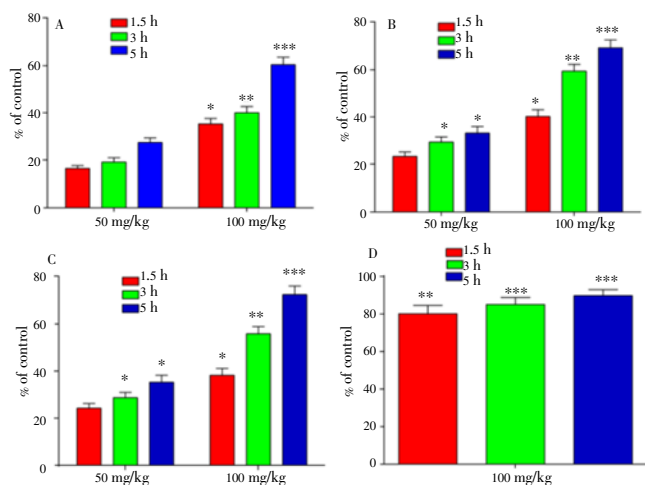 A
1.5 h
3 h
5 h
% of control
80
60
40
20
0
*
**
***
50 mg/kg
100 mg/kg
B
1.5 h
3 h
5 h
% of control
80
60
40
20
0
*
*
*
**
***
50 mg/kg
100 mg/kg
C
1.5 h
3 h
5 h
% of control
80
60
40
20
0
*
*
*
**
***
50 mg/kg
100 mg/kg
D
1.5 h
3 h
5 h
% of control
100
80
60
40
20
0
**
***
***
100 mg/kg